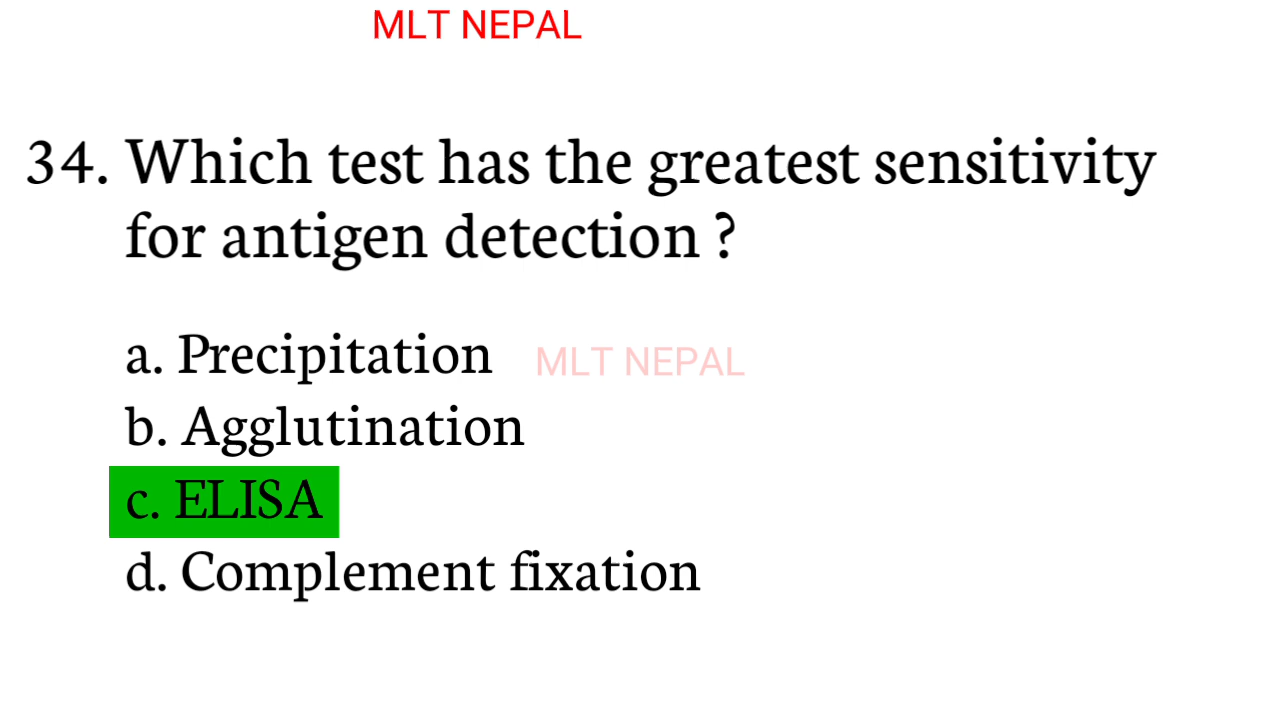 MLT NEPAL
34. Which test has the greatest sensitivity
for antigen detection ?
a. Precipitation
MLT NEPAL
b. Agglutination
c. ELISA
d. Complement fixation